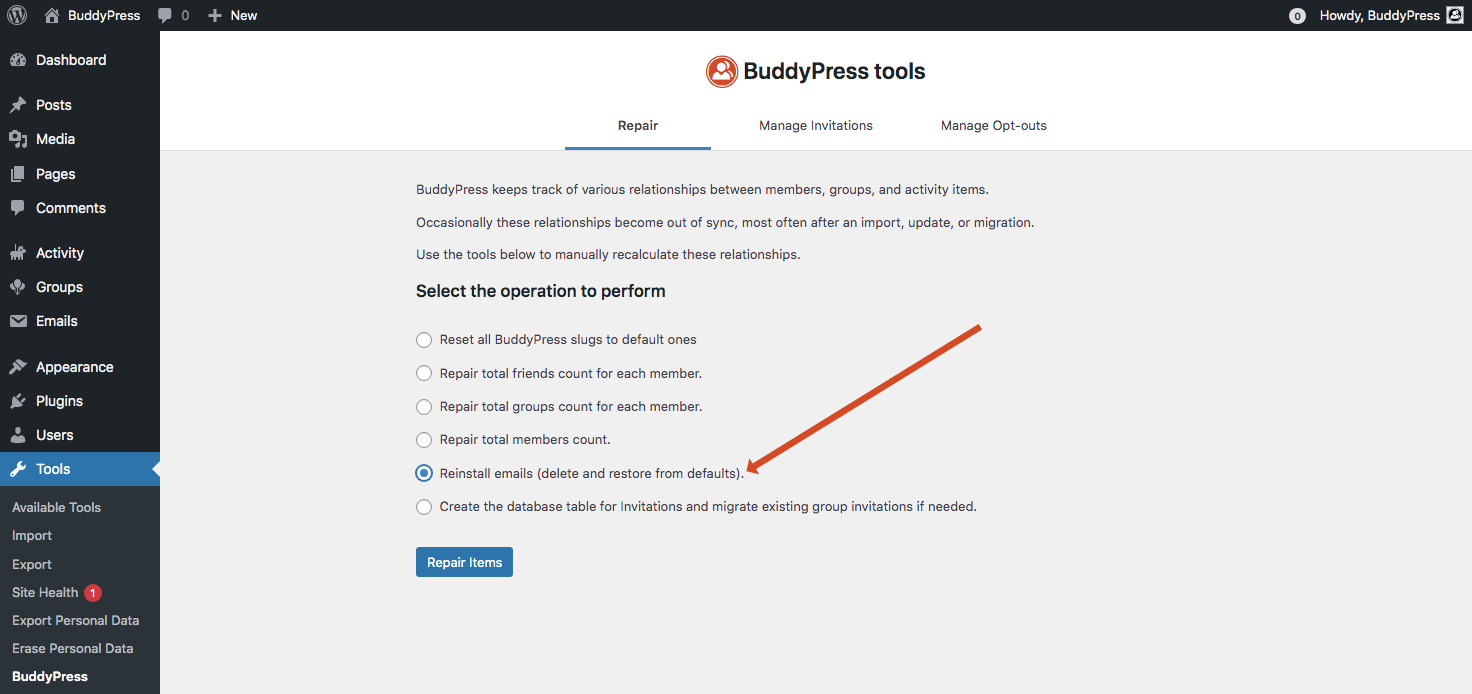 BuddyPress 0 New 0 Howdy, BuddyPress
Dashboard
Posts
Media
Pages
Comments
Activity
Groups
Emails
Appearance
Plugins
Users
Tools
Available Tools
Import
Export
Site Health 1
Export Personal Data
Erase Personal Data
BuddyPress
BuddyPress tools
Repair Manage Invitations Manage Opt-outs
BuddyPress keeps track of various relationships between members, groups, and activity items.
Occasionally these relationships become out of sync, most often after an import, update, or migration.
Use the tools below to manually recalculate these relationships.
Select the operation to perform
Reset all BuddyPress slugs to default ones
Repair total friends count for each member.
Repair total groups count for each member.
Repair total members count.
Reinstall emails (delete and restore from defaults).
Create the database table for Invitations and migrate existing group invitations if needed.
Repair Items